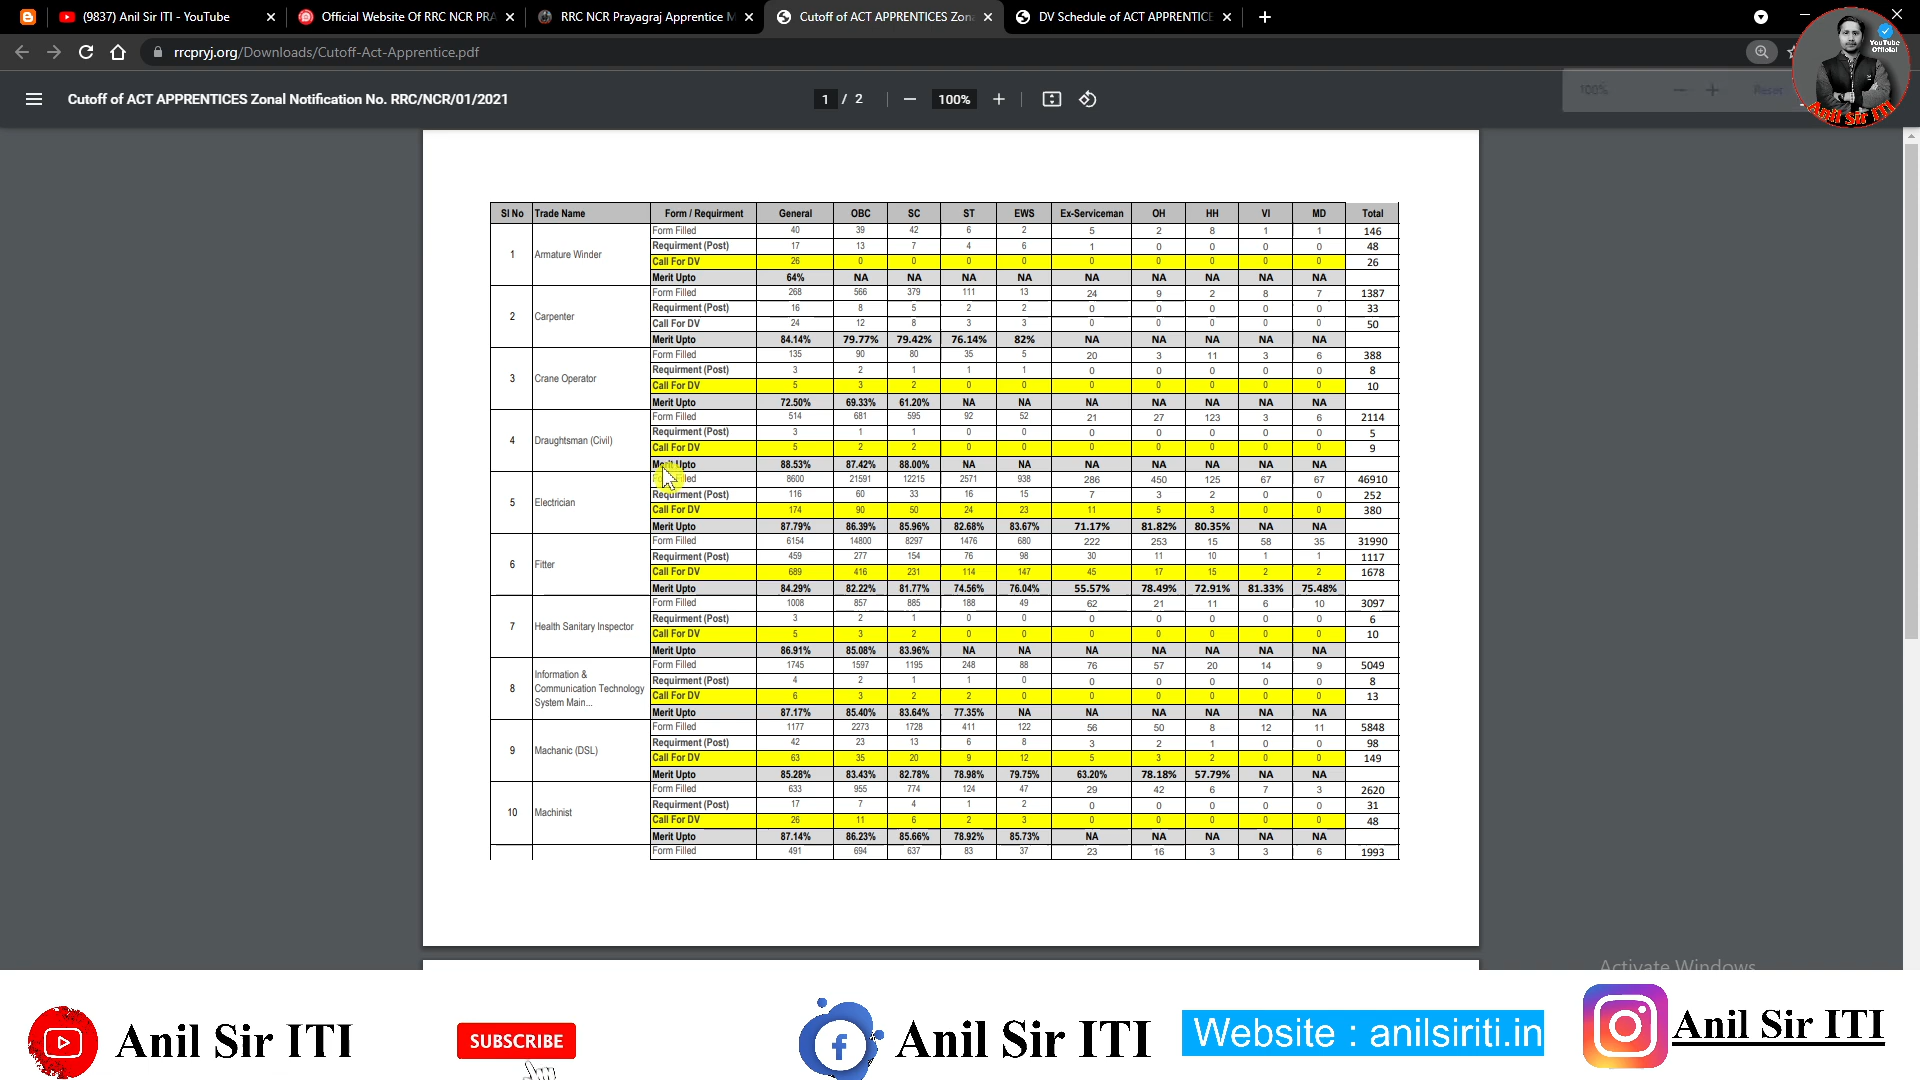 (9837) Anil Sir ITI - YouTube
Official Website Of RRC NCR PRA
RRC NCR Prayagraj Apprentice M
Cutoff of ACT APPRENTICES Zon
DV Schedule of ACT APPRENTICE
rrcpryj.org/Downloads/Cutoff-Act-Apprentice.pdf
YouTube
Official
Anil Sir ITI
Cutoff of ACT APPRENTICES Zonal Notification No. RRC/NCR/01/2021
1 / 2
100%
100%
Reset
Sl No Trade Name Form / Requirment General OBC SC ST EWS Ex-Serviceman OH HH VI MD Total
1 Armature Winder
Form Filled 40 39 42 6 2 5 2 8 1 1 146
Requirment (Post) 17 13 7 4 6 1 0 0 0 0 48
Call For DV 26 0 0 0 0 0 0 0 0 0 26
Merit Upto 64% NA NA NA NA NA NA NA NA NA
2 Carpenter
Form Filled 268 566 379 111 13 24 9 2 8 7 1387
Requirment (Post) 16 8 5 2 2 0 0 0 0 0 33
Call For DV 24 12 8 3 3 0 0 0 0 0 50
Merit Upto 84.14% 79.77% 79.42% 76.14% 82% NA NA NA NA NA
3 Crane Operator
Form Filled 135 90 80 35 5 20 3 11 3 6 388
Requirment (Post) 3 2 1 1 1 0 0 0 0 0 8
Call For DV 5 3 2 0 0 0 0 0 0 0 10
Merit Upto 72.50% 69.33% 61.20% NA NA NA NA NA NA NA
4 Draughtsman (Civil)
Form Filled 514 681 595 92 52 21 27 123 3 6 2114
Requirment (Post) 3 1 1 0 0 0 0 0 0 0 5
Call For DV 5 2 2 0 0 0 0 0 0 0 9
Merit Upto 88.53% 87.42% 88.00% NA NA NA NA NA NA NA
5 Electrician
Form Filled 8600 21591 12215 2571 938 286 450 125 67 67 46910
Requirment (Post) 116 60 33 16 15 7 3 2 0 0 252
Call For DV 174 90 50 24 23 11 5 3 0 0 380
Merit Upto 87.79% 86.39% 85.96% 82.68% 83.67% 71.17% 81.82% 80.35% NA NA
6 Fitter
Form Filled 6154 14800 8297 1476 680 222 253 15 58 35 31990
Requirment (Post) 459 277 154 76 98 30 11 10 1 1 1117
Call For DV 689 416 231 114 147 45 17 15 2 2 1678
Merit Upto 84.29% 82.22% 81.77% 74.56% 76.04% 55.57% 78.49% 72.91% 81.33% 75.48%
7 Health Sanitary Inspector
Form Filled 1008 857 885 188 49 62 21 11 6 10 3097
Requirment (Post) 3 2 1 0 0 0 0 0 0 0 6
Call For DV 5 3 2 0 0 0 0 0 0 0 10
Merit Upto 86.91% 85.08% 83.96% NA NA NA NA NA NA NA
8 Information &
Communication Technology
System Main...
Form Filled 1745 1597 1195 248 88 76 57 20 14 9 5049
Requirment (Post) 4 2 1 1 0 0 0 0 0 0 8
Call For DV 6 3 2 2 0 0 0 0 0 0 13
Merit Upto 87.17% 85.40% 83.64% 77.35% NA NA NA NA NA NA
9 Machanic (DSL)
Form Filled 1177 2273 1728 411 122 56 50 8 12 11 5848
Requirment (Post) 42 23 13 6 8 3 2 1 0 0 98
Call For DV 63 35 20 9 12 5 3 2 0 0 149
Merit Upto 85.28% 83.43% 82.78% 78.98% 79.75% 63.20% 78.18% 57.79% NA NA
10 Machinist
Form Filled 633 955 774 124 47 29 42 6 7 3 2620
Requirment (Post) 17 7 4 1 2 0 0 0 0 0 31
Call For DV 26 11 6 2 3 0 0 0 0 0 48
Merit Upto 87.14% 86.23% 85.66% 78.92% 85.73% NA NA NA NA NA
Form Filled 491 694 637 83 37 23 16 3 3 6 1993
Activate Windows
Anil Sir ITI
SUBSCRIBE
Anil Sir ITI
Website : anilsiriti.in
Anil Sir ITI